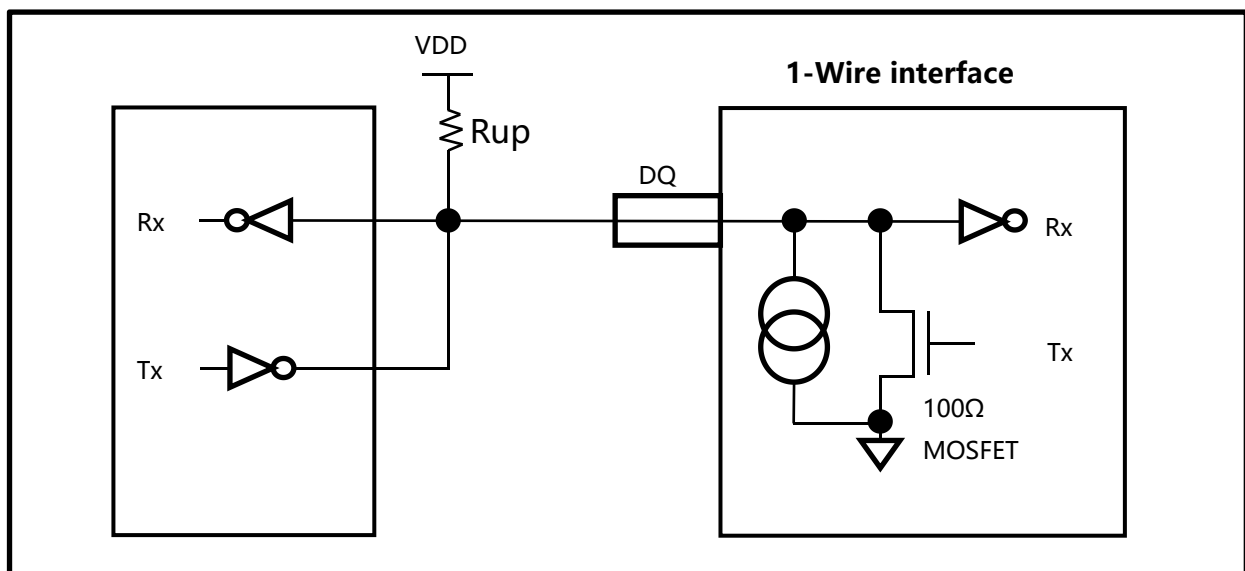 VDD
1-Wire interface
Rup
DQ
Rx
Rx
Tx
Tx
100Ω
MOSFET